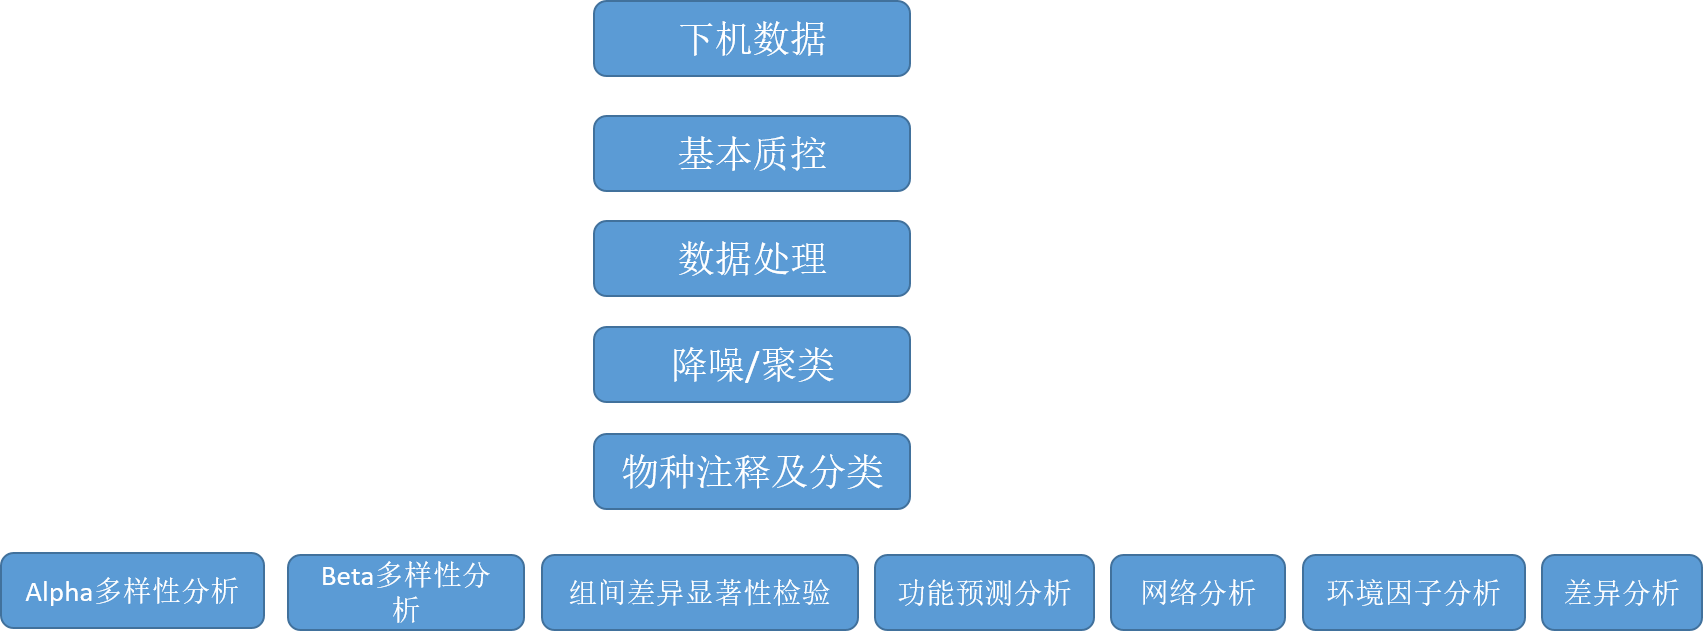 下机数据
基本质控
数据处理
降噪/聚类
物种注释及分类
Alpha多样性分析
Beta多样性分
析
组间差异显著性检验
功能预测分析
网络分析
环境因子分析
差异分析